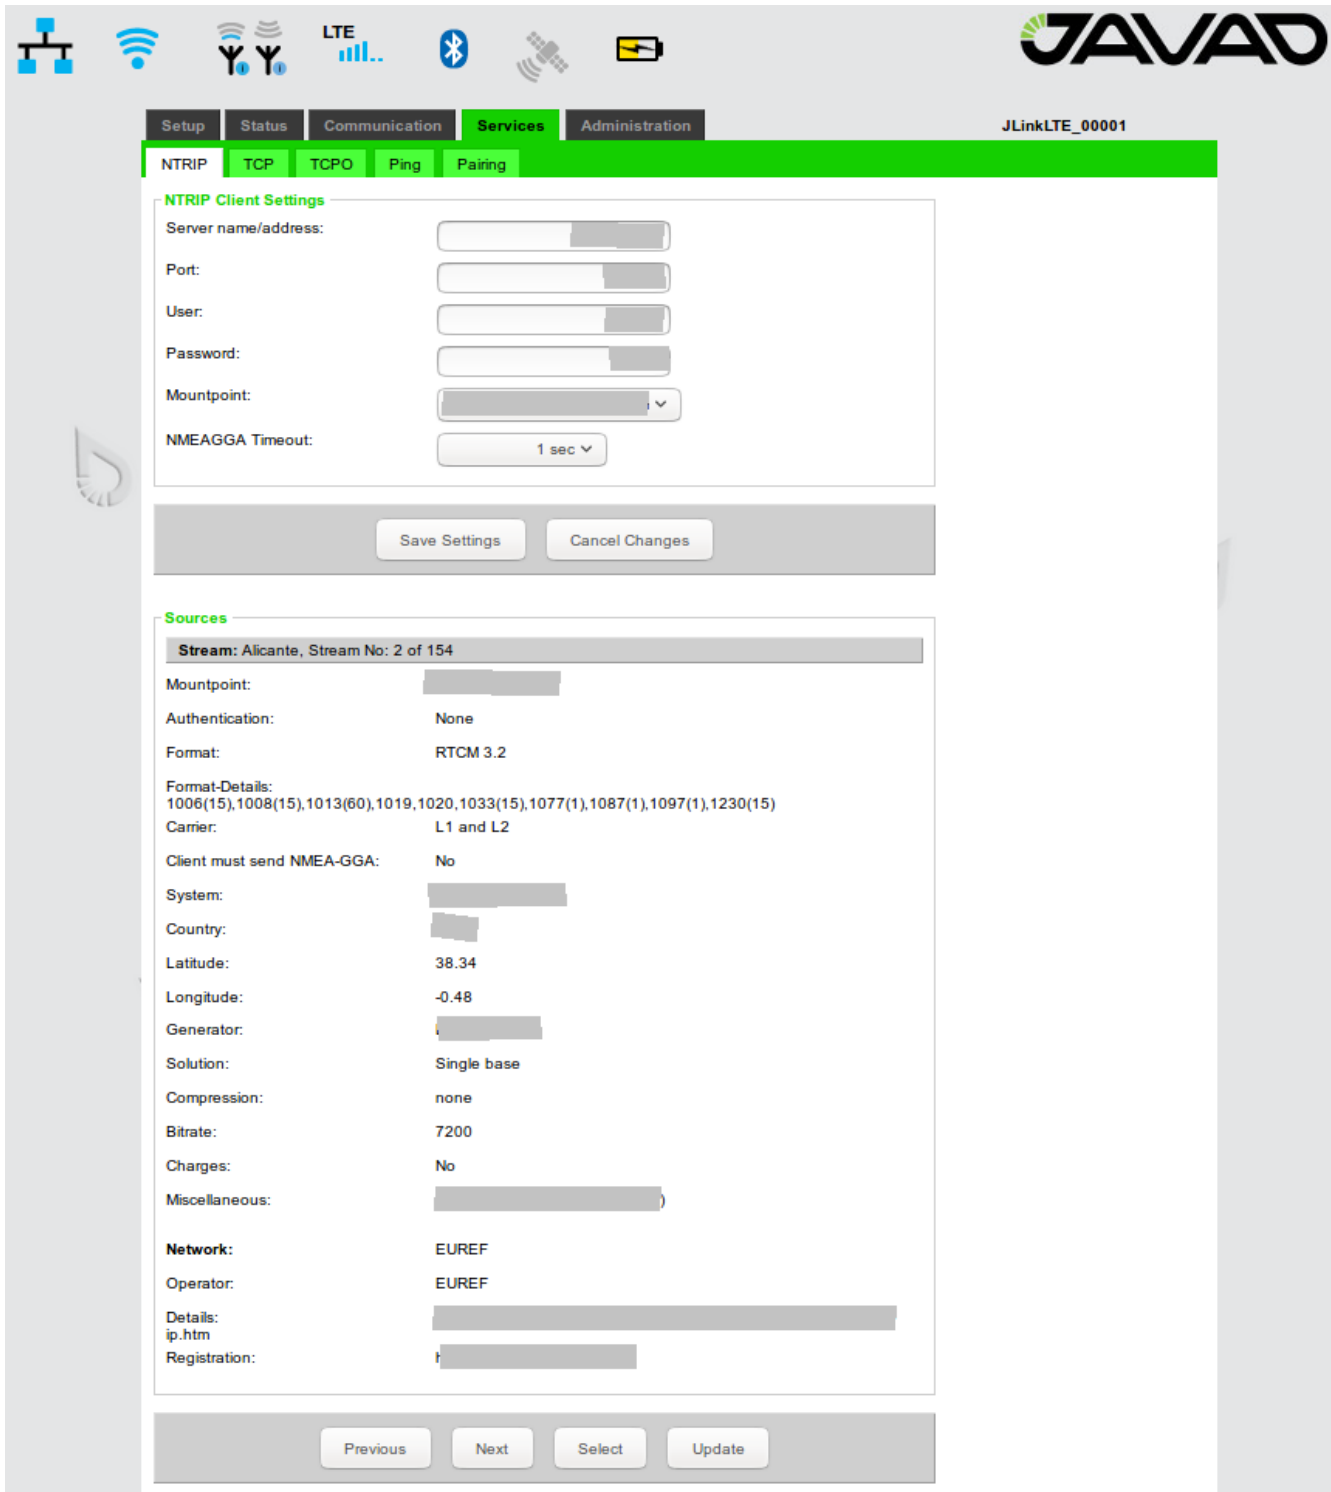 LTE
JAVAD
Setup Status Communication Services Administration JLinkLTE_00001
NTRIP TCP TCPO Ping Pairing
NTRIP Client Settings
Server name/address:
Port:
User:
Password:
Mountpoint:
NMEAGGA Timeout: 1 sec
Save Settings Cancel Changes
Sources
Stream: Alicante, Stream No: 2 of 154
Mountpoint:
Authentication: None
Format: RTCM 3.2
Format-Details:
1006(15),1008(15),1013(60),1019,1020,1033(15),1077(1),1087(1),1097(1),1230(15)
Carrier: L1 and L2
Client must send NMEA-GGA: No
System:
Country:
Latitude: 38.34
Longitude: -0.48
Generator:
Solution: Single base
Compression: none
Bitrate: 7200
Charges: No
Miscellaneous: )
Network: EUREF
Operator: EUREF
Details:
ip.htm
Registration:
Previous Next Select Update